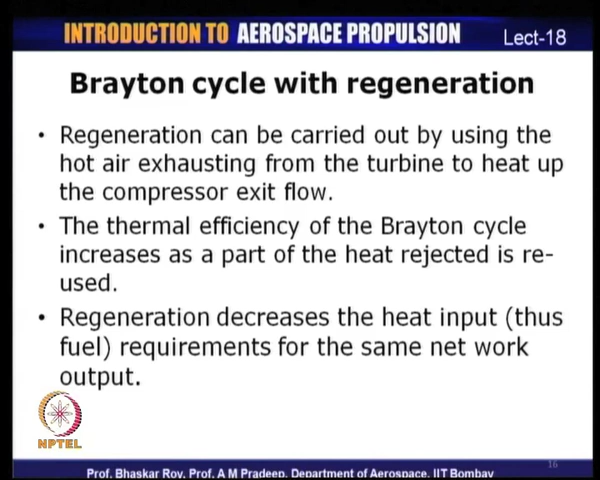 INTRODUCTION TO AEROSPACE PROPULSION Lect-18
Brayton cycle with regeneration
• Regeneration can be carried out by using the
hot air exhausting from the turbine to heat up
the compressor exit flow.
• The thermal efficiency of the Brayton cycle
increases as a part of the heat rejected is re-
used.
• Regeneration decreases the heat input (thus
fuel) requirements for the same net work
output.
NPTEL
16
Prof. Bhaskar Roy, Prof. A M Pradeep, Department of Aerospace, IIT Bombay